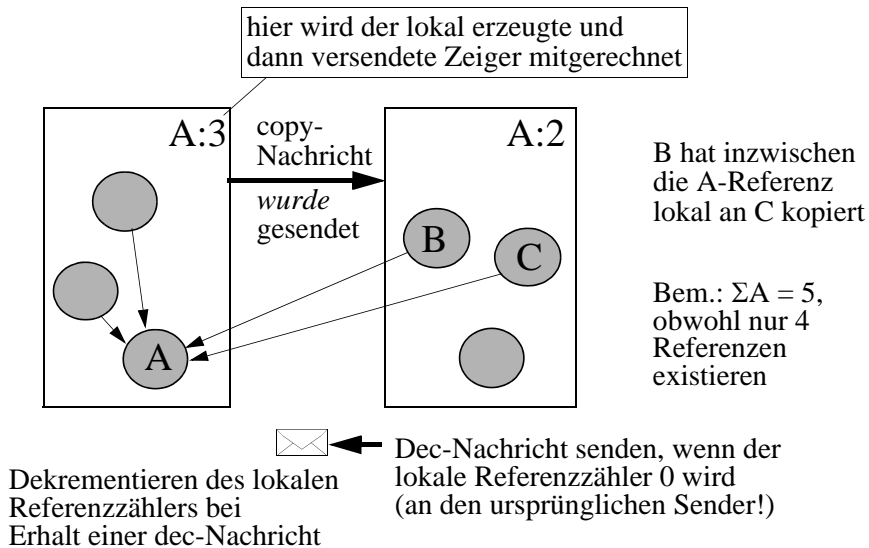 hier wird der lokal erzeugte und
dann versendete Zeiger mitgerechnet
A:3
copy-
Nachricht
wurde
gesendet
A:2
B
C
A
B hat inzwischen
die A-Referenz
lokal an C kopiert
Bem.: ΣA = 5,
obwohl nur 4
Referenzen
existieren
Dec-Nachricht senden, wenn der
lokale Referenzzähler 0 wird
(an den ursprünglichen Sender!)
Dekrementieren des lokalen
Referenzzählers bei
Erhalt einer dec-Nachricht